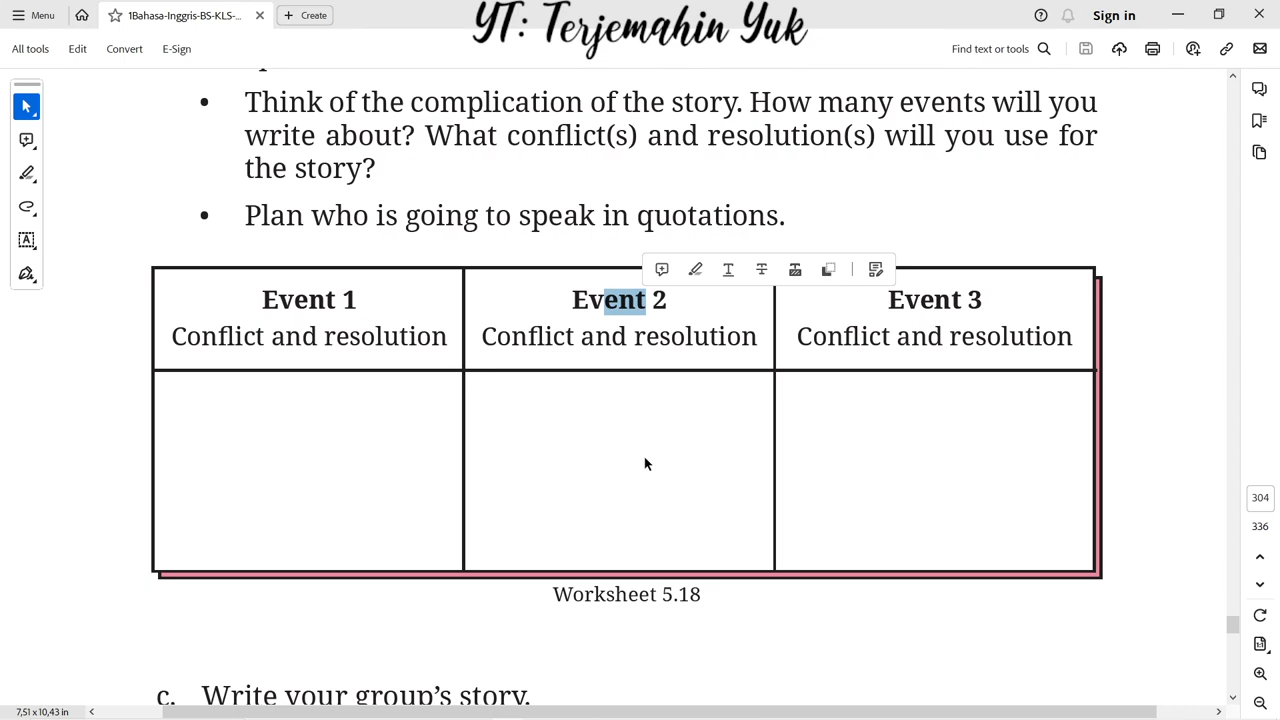 Menu
1Bahasa-Inggris-BS-KLS-...
Create
YT: Terjemahin Yuk
Sign in
All tools
Edit
Convert
E-Sign
Find text or tools
• Think of the complication of the story. How many events will you
write about? What conflict(s) and resolution(s) will you use for
the story?
• Plan who is going to speak in quotations.
Event 1
Conflict and resolution
Event 2
Conflict and resolution
Event 3
Conflict and resolution
Worksheet 5.18
c. Write your group’s story.
304
336
7,51 x 10,43 in